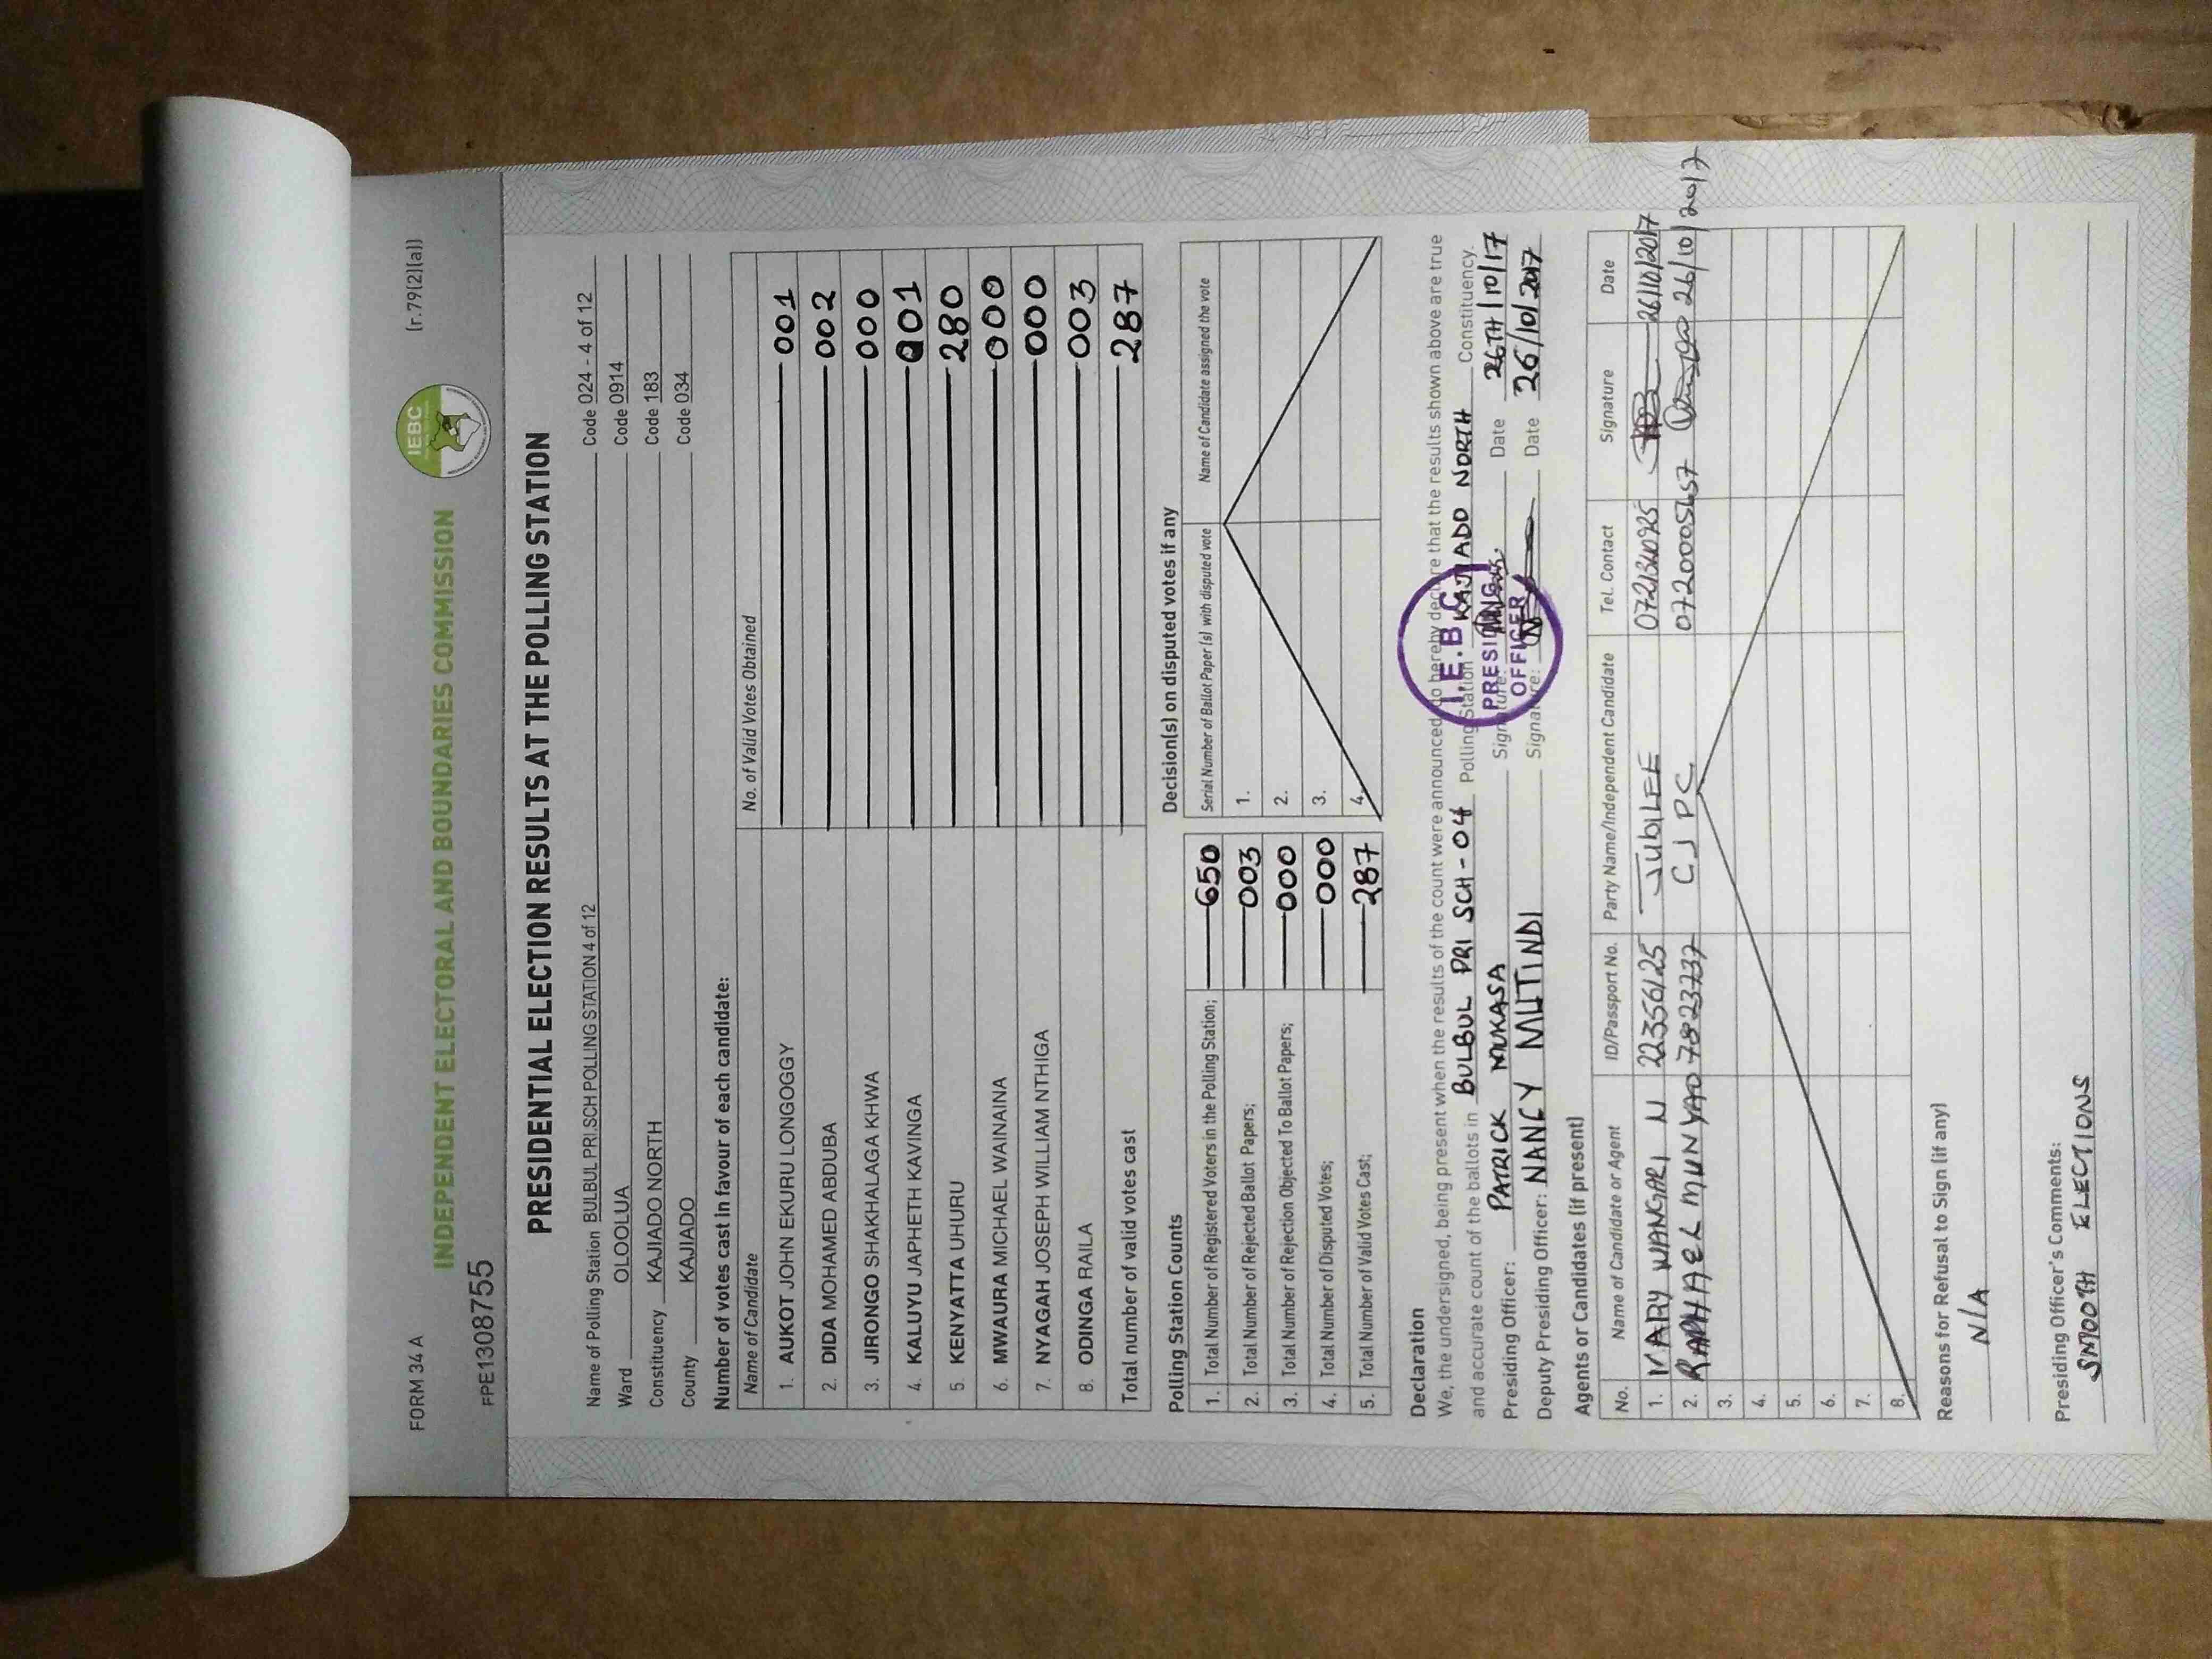 FORM 34 A
(r.79(2)(a))
INDEPENDENT ELECTORAL AND BOUNDARIES COMMISSION
IEBC
FPE1308755
PRESIDENTIAL ELECTION RESULTS AT THE POLLING STATION
Name of Polling Station BULBUL PRI.SCH POLLING STATION 4 of 12 Code 024 - 4 of 12
Ward OLOOLUA Code 0914
Constituency KAJIADO NORTH Code 183
County KAJIADO Code 034
Number of votes cast in favour of each candidate:
Name of Candidate No. of Valid Votes Obtained
1. AUKOT JOHN EKURU LONGOGGY 001
2. DIDA MOHAMED ABDUBA 002
3. JIRONGO SHAKHALAGA KHWA 000
4. KALUYU JAPHETH KAVINGA 001
5. KENYATTA UHURU 280
6. MWAURA MICHAEL WAINAINA 000
7. NYAGAH JOSEPH WILLIAM NTHIGA 000
8. ODINGA RAILA 003
Total number of valid votes cast 287
Polling Station Counts
1. Total Number of Registered Voters in the Polling Station; 650
2. Total Number of Rejected Ballot Papers; 003
3. Total Number of Rejection Objected To Ballot Papers; 000
4. Total Number of Disputed Votes; 000
5. Total Number of Valid Votes Cast; 287
Decision(s) on disputed votes if any
Serial Number of Ballot Paper (s) with disputed vote Name of Candidate assigned the vote
1.
2.
3.
4.
Declaration
We, the undersigned, being present when the results of the count were announced, do hereby declare that the results shown above are true
and accurate count of the ballots in BULBUL PRI SCH - 04 Polling Station KAJIADO NORTH Constituency.
Presiding Officer: PATRICK MUKASA Signature: Date 26TH/10/17
Deputy Presiding Officer: NANCY MUTINDI Signature: Date 26/10/2017
I.E.B.C
PRESIDING
OFFICER
Agents or Candidates (if present)
No. Name of Candidate or Agent ID/Passport No. Party Name/Independent Candidate Tel. Contact Signature Date
1. MARY WANGARI N 22356125 JUBILEE 0721340925 26/10/2017
2. RAPHAEL MUNYAO 7823737 CJPC 0720005457 26/10/2017
3.
4.
5.
6.
7.
8.
Reasons for Refusal to Sign (if any)
N/A
Presiding Officer's Comments:
SMOOTH ELECTIONS